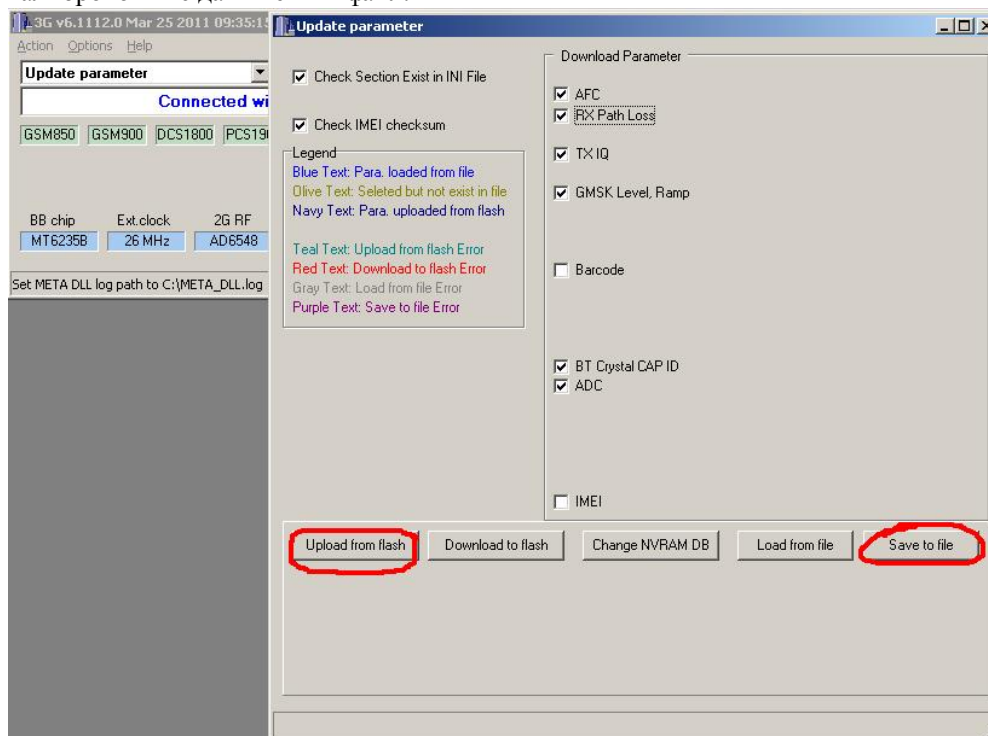 3G v6.1112.0 Mar 25 2011 09:35:1
Action Options Help
Update parameter
Connected wi
GSM850 GSM900 DCS1800 PCS19
BB chip Ext.clock 2G RF
MT6235B 26 MHz AD6548
Set META DLL log path to C:\META_DLL.log
Update parameter
Check Section Exist in INI File
Check IMEI checksum
Legend
Blue Text: Para. loaded from file
Olive Text: Seleted but not exist in file
Navy Text: Para. uploaded from flash
Teal Text: Upload from flash Error
Red Text: Download to flash Error
Gray Text: Load from file Error
Purple Text: Save to file Error
Download Parameter
AFC
RX Path Loss
TX IQ
GMSK Level, Ramp
Barcode
BT Crystal CAP ID
ADC
IMEI
Upload from flash Download to flash Change NVRAM DB Load from file Save to file